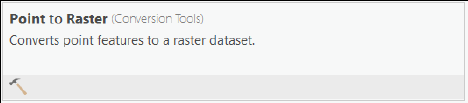 Point to Raster (Conversion Tools)
Converts point features to a raster dataset.